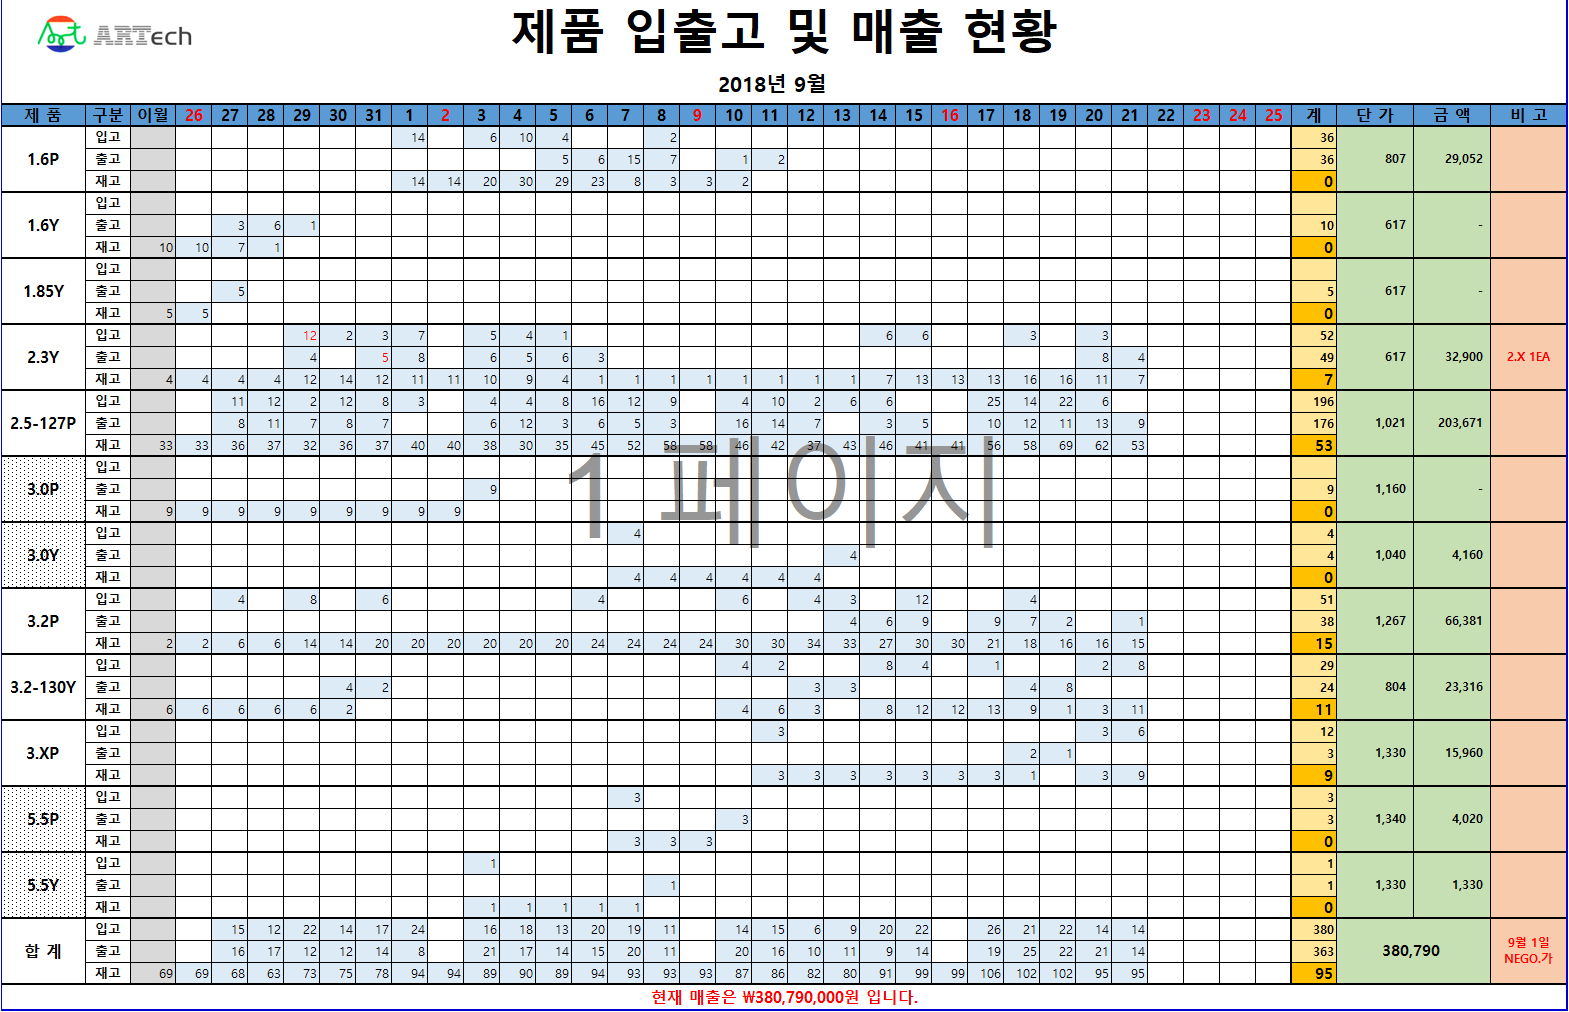 Art ARTech
제품 입출고 및 매출 현황
2018년 9월
제 품 구분 이월 26 27 28 29 30 31 1 2 3 4 5 6 7 8 9 10 11 12 13 14 15 16 17 18 19 20 21 22 23 24 25 계 단 가 금 액 비 고
1.6P 입고 14 6 10 4 2 36 807 29,052
출고 5 6 15 7 1 2 36
재고 14 14 20 30 29 23 8 3 3 2 0
1.6Y 입고 617 -
출고 3 6 1 10
재고 10 10 7 1 0
1.85Y 입고 617 -
출고 5 5
재고 5 5 0
2.3Y 입고 12 2 3 7 5 4 1 6 6 3 3 52 617 32,900 2.X 1EA
출고 4 5 8 6 5 6 3 8 4 49
재고 4 4 4 4 12 14 12 11 11 10 9 4 1 1 1 1 1 1 1 1 7 13 13 13 16 16 11 7 7
2.5-127P 입고 11 12 2 12 8 3 4 4 8 16 12 9 4 10 2 6 6 25 14 22 6 196 1,021 203,671
출고 8 11 7 8 7 6 12 3 6 5 3 16 14 7 3 5 10 12 11 13 9 176
재고 33 33 36 37 32 36 37 40 40 38 30 35 45 52 58 58 46 42 37 43 46 41 41 56 58 69 62 53 53
1 페이지
3.0P 입고 1,160 -
출고 9 9
재고 9 9 9 9 9 9 9 9 9 0
3.0Y 입고 4 4 1,040 4,160
출고 4 4
재고 4 4 4 4 4 4 0
3.2P 입고 4 8 6 4 6 4 3 12 4 51 1,267 66,381
출고 4 6 9 9 7 2 1 38
재고 2 2 6 6 14 14 20 20 20 20 20 20 24 24 24 24 30 30 34 33 27 30 30 21 18 16 16 15 15
3.2-130Y 입고 4 2 8 4 1 2 8 29 804 23,316
출고 4 2 3 3 4 8 24
재고 6 6 6 6 6 2 4 6 3 8 12 12 13 9 1 3 11 11
3.XP 입고 3 3 6 12 1,330 15,960
출고 2 1 3
재고 3 3 3 3 3 3 3 1 3 9 9
5.5P 입고 3 3 1,340 4,020
출고 3 3
재고 3 3 3 0
5.5Y 입고 1 1 1,330 1,330
출고 1 1
재고 1 1 1 1 1 0
합 계 입고 15 12 22 14 17 24 16 18 13 20 19 11 14 15 6 9 20 22 26 21 22 14 14 380 380,790 9월 1일 NEGO.가
출고 16 17 12 12 14 8 21 17 14 15 20 11 20 16 10 11 9 14 19 25 22 21 14 363
재고 69 69 68 63 73 75 78 94 94 89 90 89 94 93 93 93 87 86 82 80 91 99 99 106 102 102 95 95 95
현재 매출은 ₩380,790,000원 입니다.